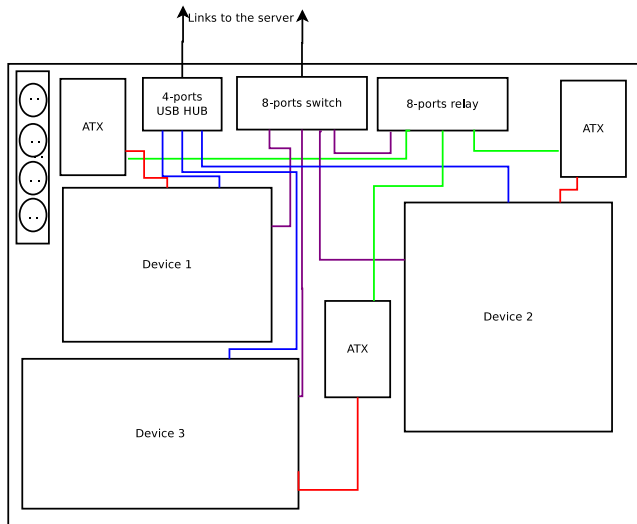 Links to the server
ATX
4-ports
USB HUB
8-ports switch
8-ports relay
ATX
Device 1
Device 2
ATX
Device 3